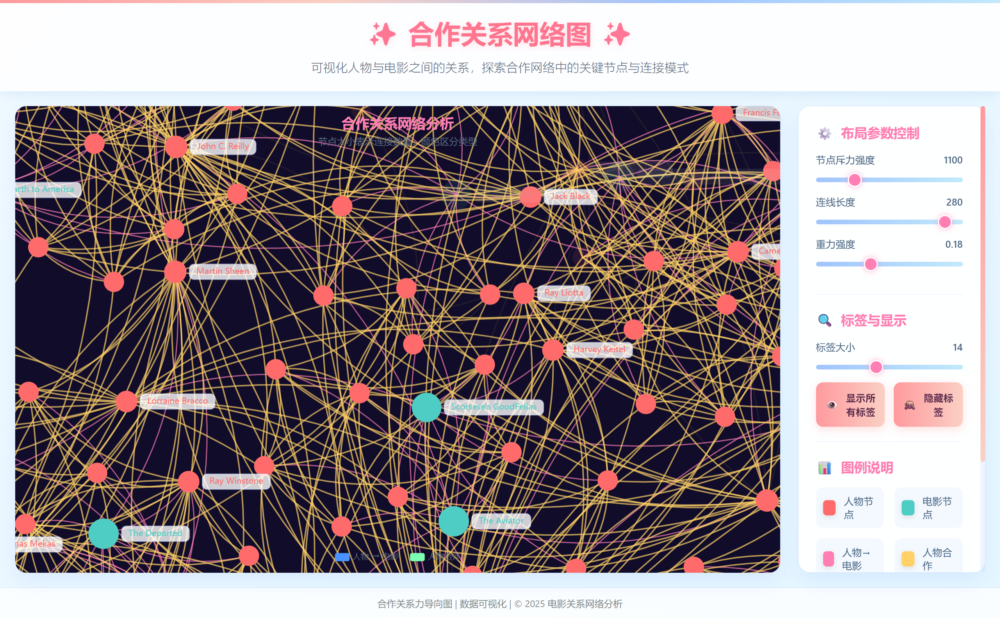 合作关系网络图
可视化人物与电影之间的关系，探索合作网络中的关键节点与连接模式
合作关系网络分析
节点大小表示连接数量，颜色区分类型
Francis Fo
John C. Reilly
arth to America
Jack Black
Came
Martin Sheen
Ray Liotta
Harvey Keitel
Lorraine Bracco
Scorsese's GoodFellas
Ray Winstone
The Aviator
The Departed
nas Mekas
人物 → 电影
人物合作
布局参数控制
节点斥力强度 1100
连线长度 280
重力强度 0.18
标签与显示
标签大小 14
显示所
有标签
隐藏标
签
图例说明
人物节
点
电影节
点
人物→
电影
人物合
作
合作关系力导向图 | 数据可视化 | © 2025 电影关系网络分析